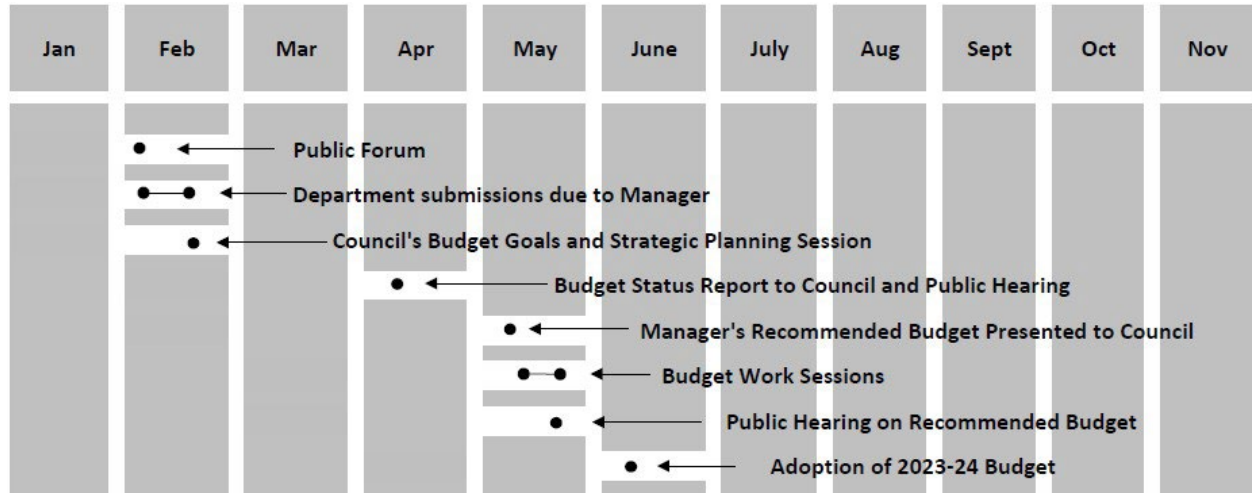 Jan Feb Mar Apr May June July Aug Sept Oct Nov
Public Forum
Department submissions due to Manager
Council's Budget Goals and Strategic Planning Session
Budget Status Report to Council and Public Hearing
Manager's Recommended Budget Presented to Council
Budget Work Sessions
Public Hearing on Recommended Budget
Adoption of 2023-24 Budget